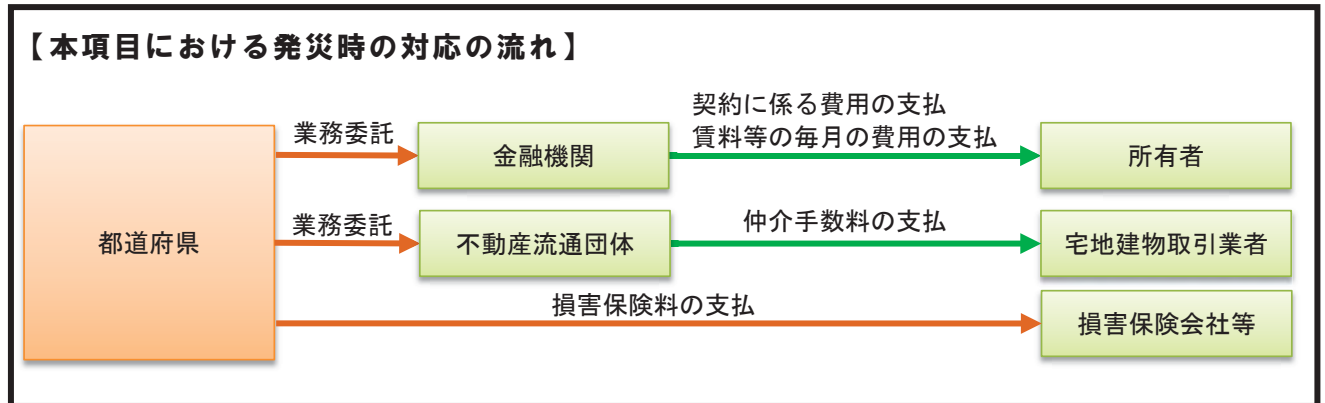 【本項目における発災時の対応の流れ】
契約に係る費用の支払
業務委託
賃料等の毎月の費用の支払
金融機関
所有者
都道府県
業務委託
仲介手数料の支払
不動産流通団体
宅地建物取引業者
損害保険料の支払
損害保険会社等